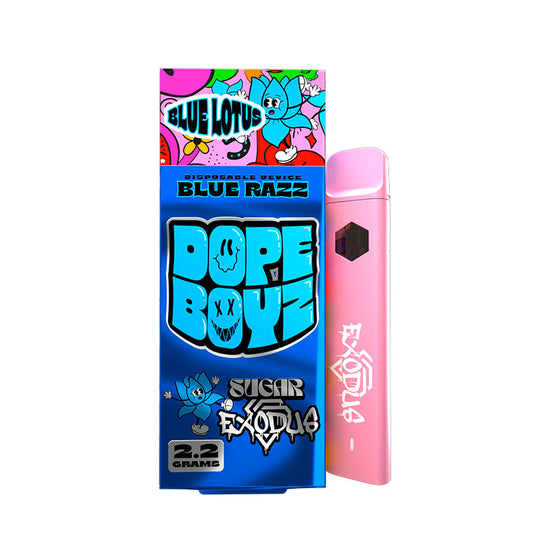 BLUE LOTUS
DISPOSABLE DEVICE
BLUE RAZZ
DOPE
BOYZ
SUGAR
EXODUS
2.2
GRAMS
EXODUS